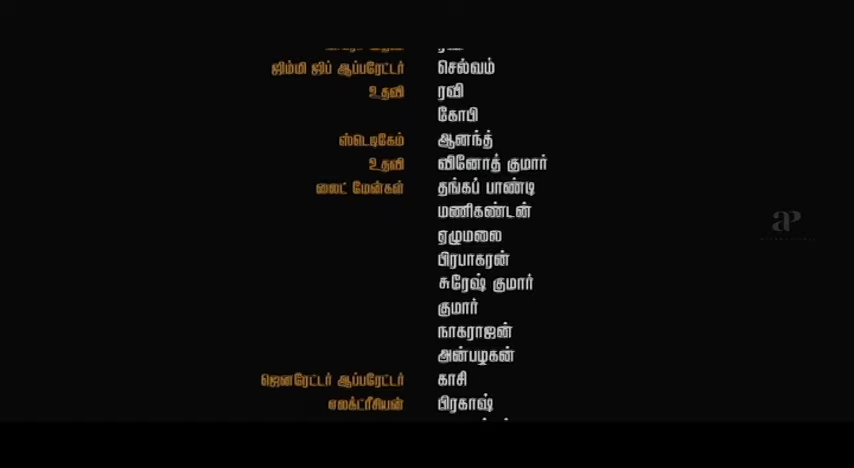 ஜிம்மி ஜிப் ஆப்பரேட்டர் செல்வம்
உதவி ரவி
கோபி
ஸ்டெடிகேம் ஆனந்த்
உதவி வினோத் குமார்
லைட் மேன்கள் தங்கப் பாண்டி
மணிகண்டன்
ஏழுமலை
பிரபாகரன்
சுரேஷ் குமார்
குமார்
நாகராஜன்
அன்பழகன்
ஜெனரேட்டர் ஆப்பரேட்டர் காசி
எலக்ட்ரீசியன் பிரகாஷ்